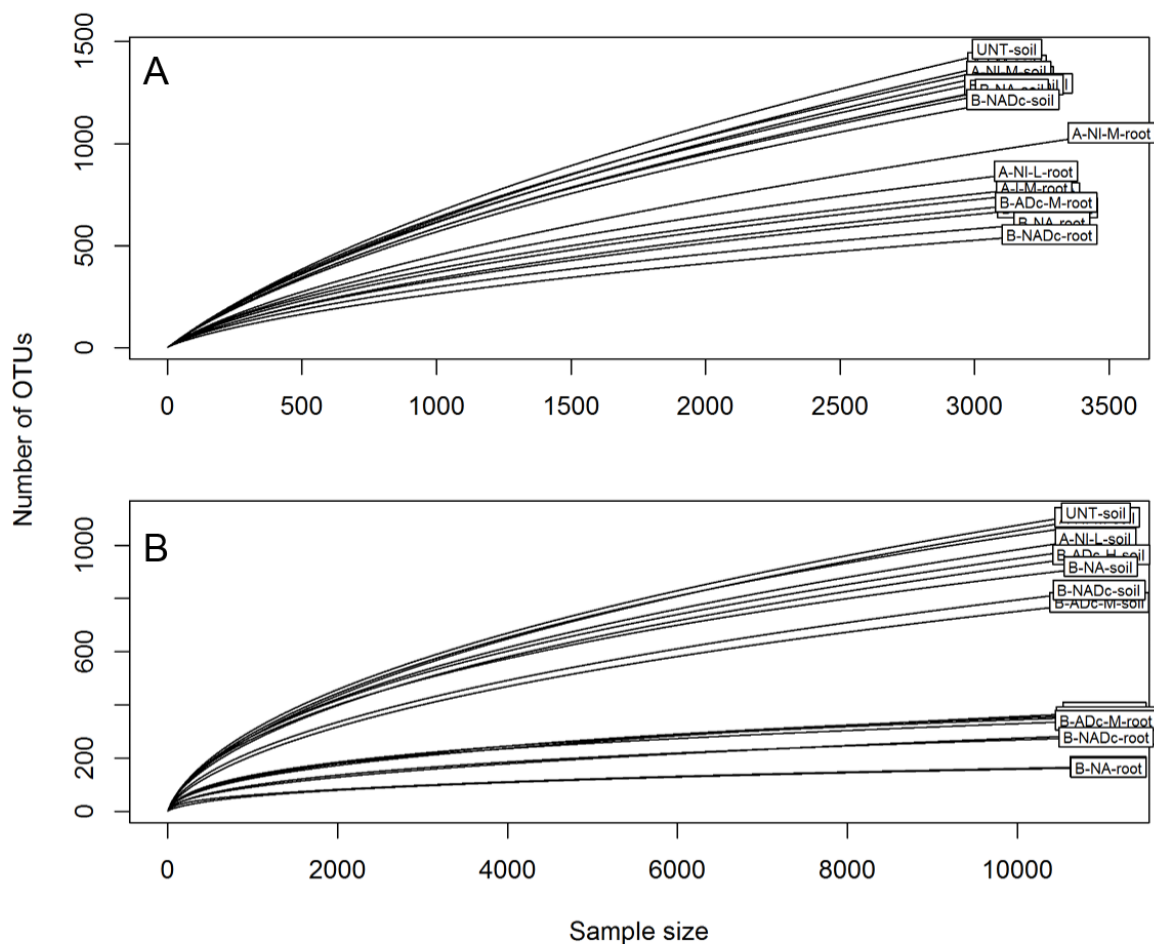 A
1500
1000
500
0
UNT-soil
A-NI-M-soil
B-NA-soil
B-NADc-soil
A-NI-M-root
A-NI-L-root
A-I-M-root
B-ADc-M-root
B-NA-root
B-NADc-root
0 500 1000 1500 2000 2500 3000 3500
Number of OTUs
B
1000
600
200
0
UNT-soil
A-NI-L-soil
B-ADc-H-soil
B-NA-soil
B-NADc-soil
B-ADc-M-soil
B-ADc-M-root
B-NADc-root
B-NA-root
0 2000 4000 6000 8000 10000
Sample size